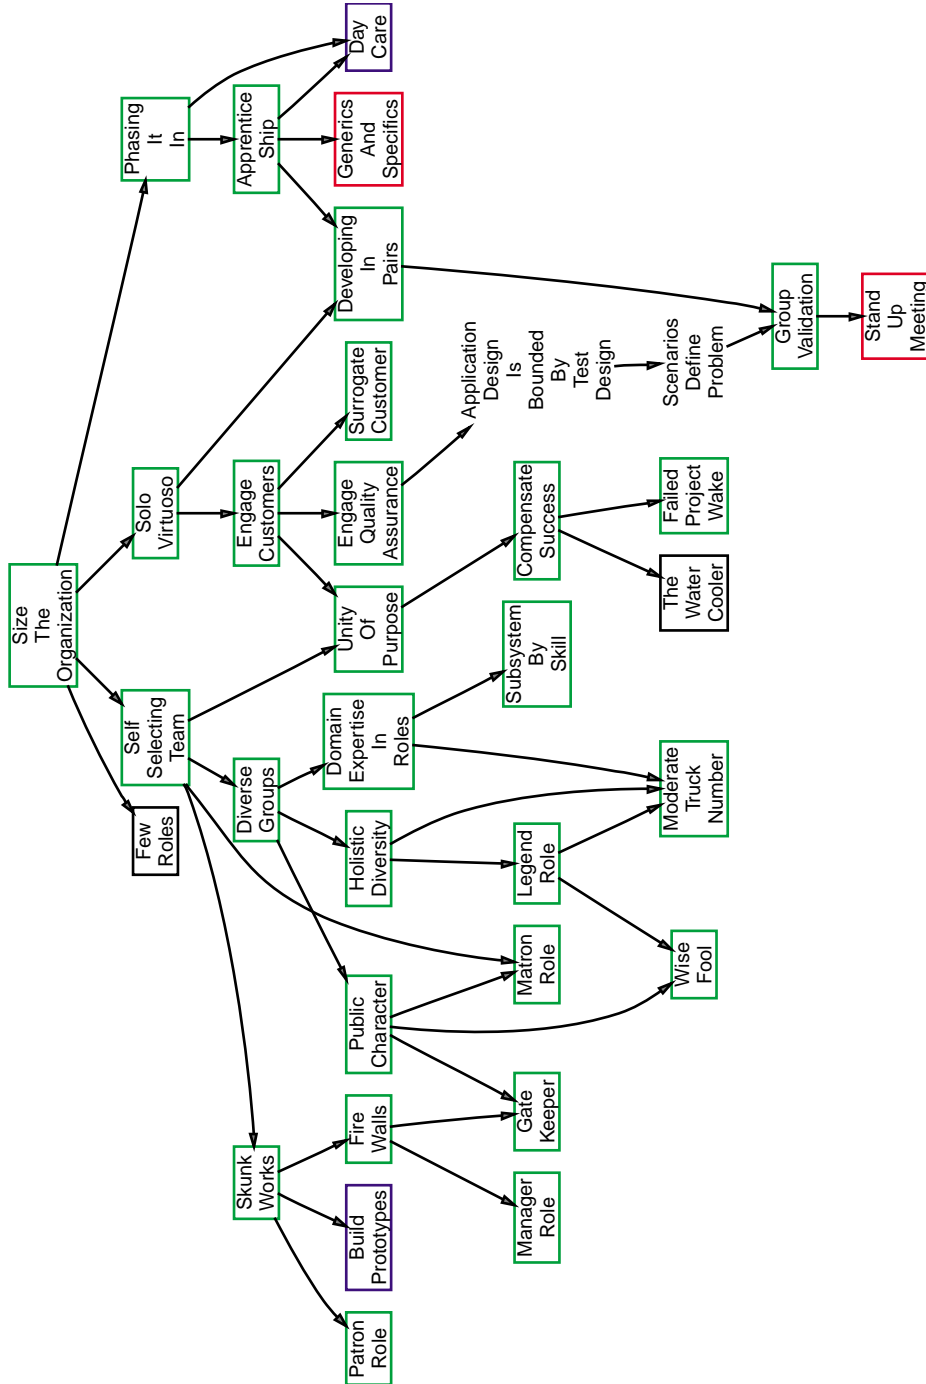 Size
The
Organization
Few
Roles
Self
Selecting
Team
Solo
Virtuoso
Phasing
It
In
Skunk
Works
Diverse
Groups
Engage
Customers
Apprentice
Ship
Patron
Role
Build
Prototypes
Fire
Walls
Public
Character
Holistic
Diversity
Domain
Expertise
In
Roles
Unity
Of
Purpose
Engage
Quality
Assurance
Surrogate
Customer
Developing
In
Pairs
Generics
And
Specifics
Day
Care
Manager
Role
Gate
Keeper
Matron
Role
Legend
Role
Subsystem
By
Skill
Compensate
Success
Application
Design
Is
Bounded
By
Test
Design
Wise
Fool
Moderate
Truck
Number
The
Water
Cooler
Failed
Project
Wake
Scenarios
Define
Problem
Group
Validation
Stand
Up
Meeting